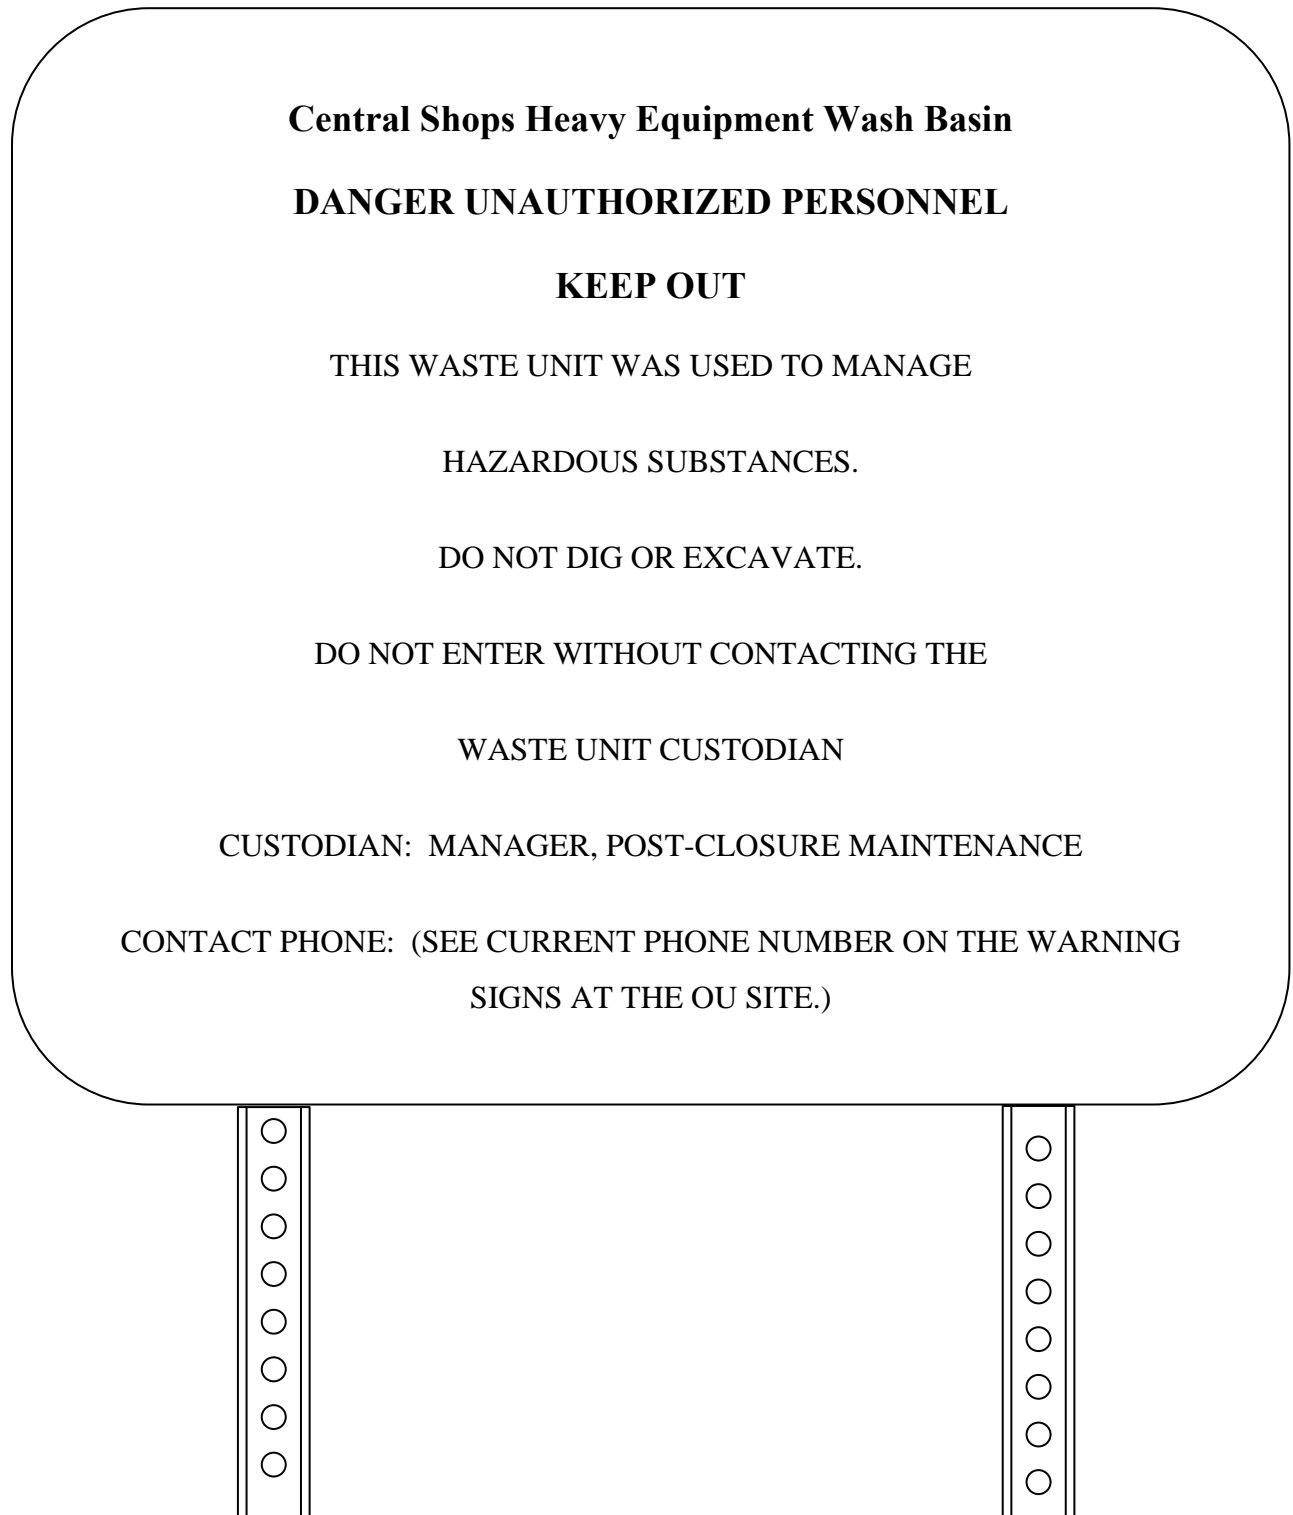 Central Shops Heavy Equipment Wash Basin
DANGER UNAUTHORIZED PERSONNEL
KEEP OUT
THIS WASTE UNIT WAS USED TO MANAGE
HAZARDOUS SUBSTANCES.
DO NOT DIG OR EXCAVATE.
DO NOT ENTER WITHOUT CONTACTING THE
WASTE UNIT CUSTODIAN
CUSTODIAN:  MANAGER, POST-CLOSURE MAINTENANCE
CONTACT PHONE:  (SEE CURRENT PHONE NUMBER ON THE WARNING
SIGNS AT THE OU SITE.)